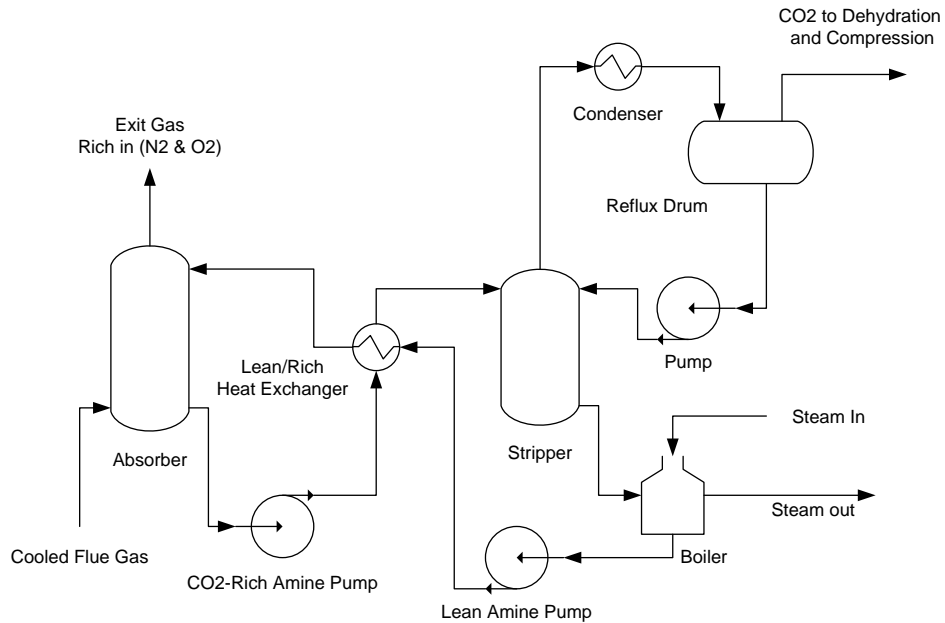 CO2 to Dehydration
and Compression
Condenser
Exit Gas
Rich in (N2 & O2)
Reflux Drum
Lean/Rich
Heat Exchanger
Pump
Steam In
Absorber
Stripper
Steam out
Cooled Flue Gas
Boiler
CO2-Rich Amine Pump
Lean Amine Pump